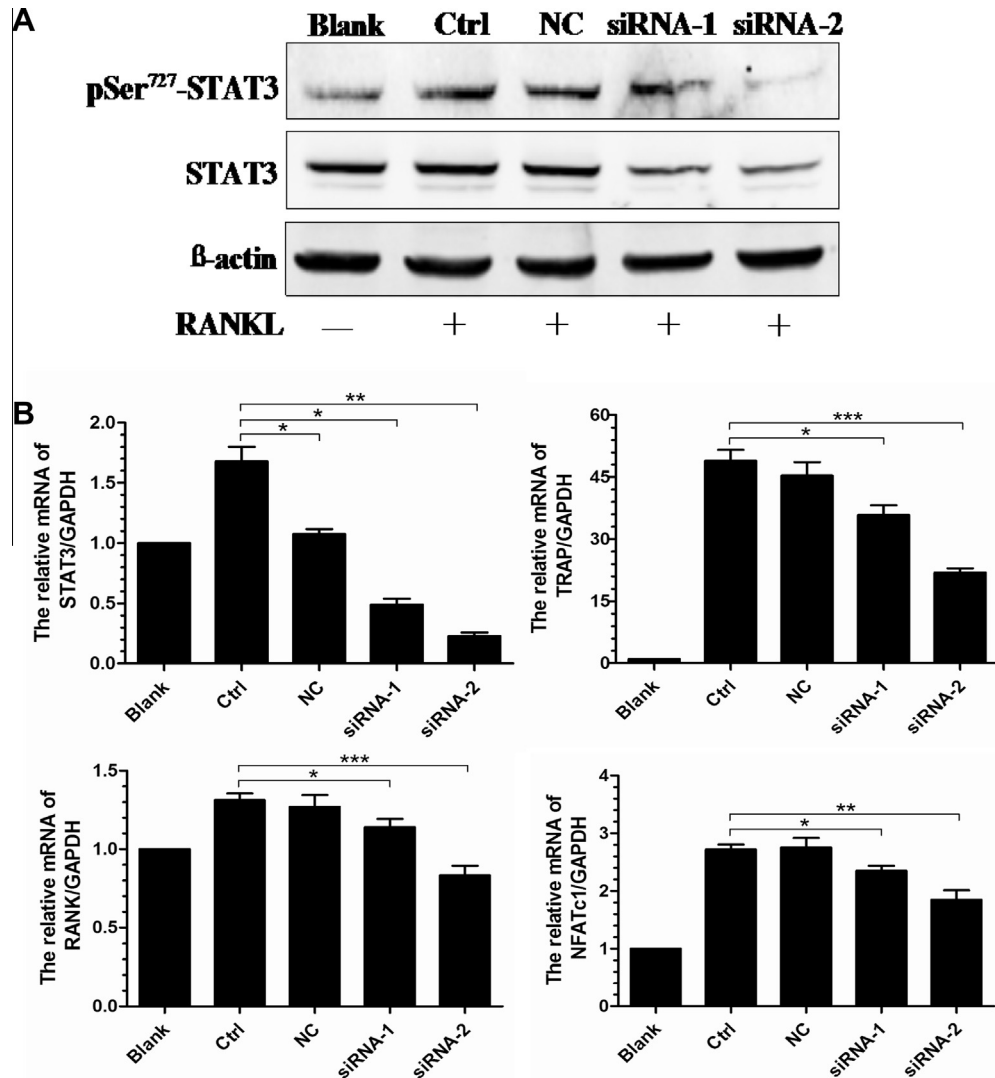 A
Blank Ctrl NC siRNA-1 siRNA-2
pSer727-STAT3
STAT3
ß-actin
RANKL — + + + +
B
The relative mRNA of
STAT3/GAPDH
2.0
1.5
1.0
0.5
0.0
**
*
*
Blank Ctrl NC siRNA-1 siRNA-2
The relative mRNA of
TRAP/GAPDH
60
45
30
15
0
***
*
Blank Ctrl NC siRNA-1 siRNA-2
The relative mRNA of
RANK/GAPDH
1.5
1.0
0.5
0.0
***
*
Blank Ctrl NC siRNA-1 siRNA-2
The relative mRNA of
NFATc1/GAPDH
4
3
2
1
0
**
*
Blank Ctrl NC siRNA-1 siRNA-2